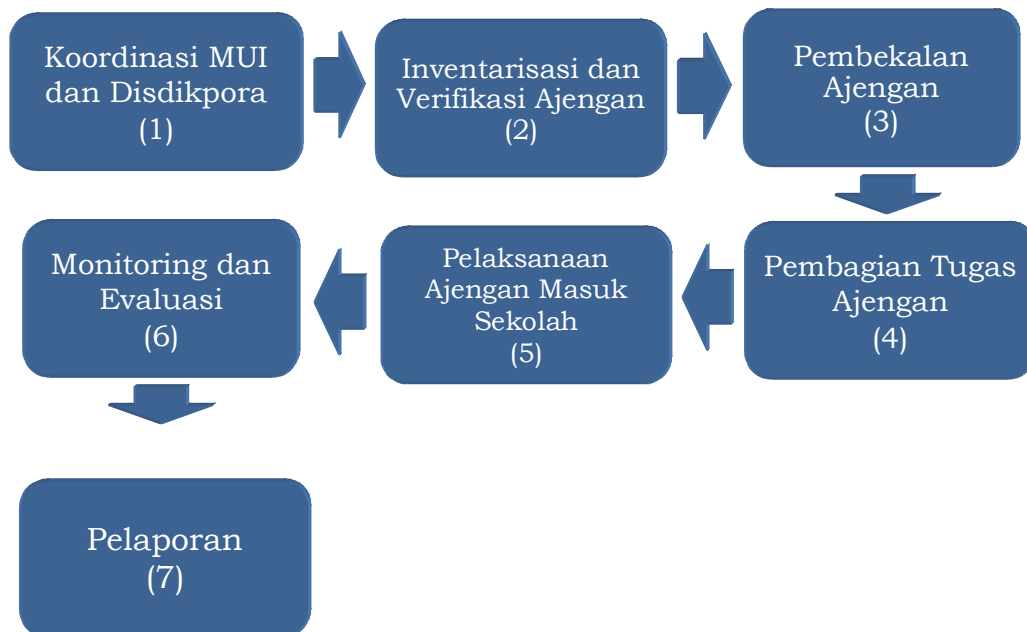 Koordinasi MUI
dan Disdikpora
(1)
Inventarisasi dan
Verifikasi Ajengan
(2)
Pembekalan
Ajengan
(3)
Pembagian Tugas
Ajengan
(4)
Pelaksanaan
Ajengan Masuk
Sekolah
(5)
Monitoring dan
Evaluasi
(6)
Pelaporan
(7)